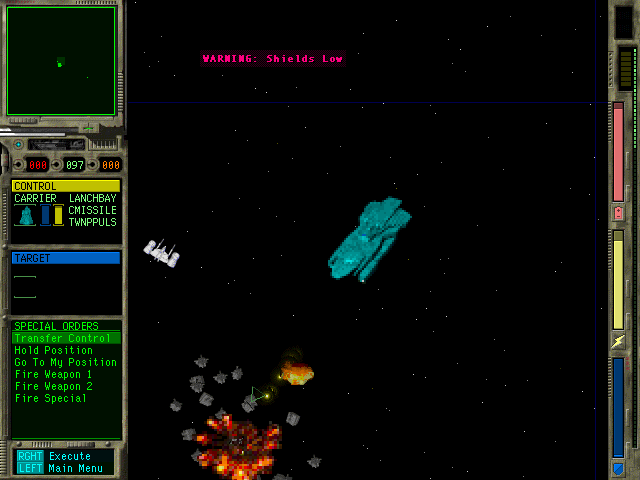 WARNING: Shields Low
000 097 000
CONTROL
CARRIER LANCHBAY
CMISSILE
TWNPPULS
TARGET
SPECIAL ORDERS
Transfer Control
Hold Position
Go To My Position
Fire Weapon 1
Fire Weapon 2
Fire Special
RGHT Execute
LEFT Main Menu